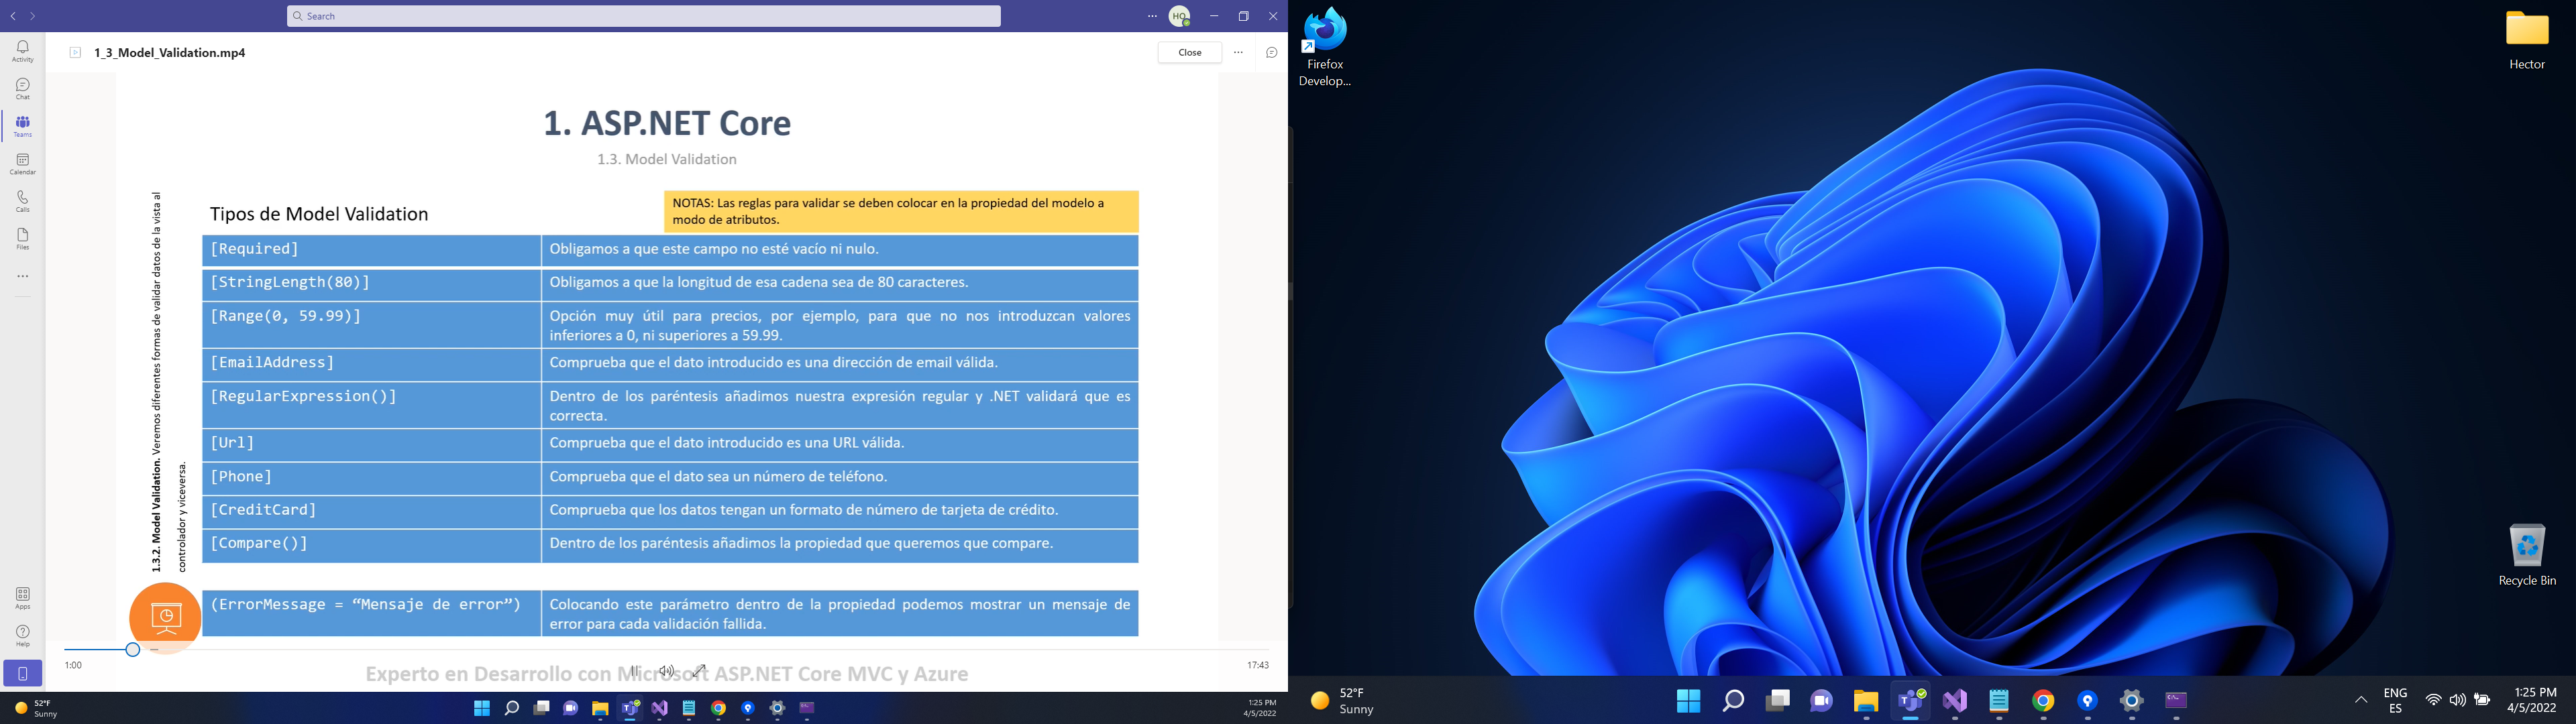 Search
HQ
Activity
Chat
Teams
Calendar
Calls
Files
Apps
Help
1_3_Model_Validation.mp4
Close
1. ASP.NET Core
1.3. Model Validation
1.3.2. Model Validation. Veremos diferentes formas de validar datos de la vista al
controlador y viceversa.
Tipos de Model Validation
NOTAS: Las reglas para validar se deben colocar en la propiedad del modelo a
modo de atributos.
[Required]
Obligamos a que este campo no esté vacío ni nulo.
[StringLength(80)]
Obligamos a que la longitud de esa cadena sea de 80 caracteres.
[Range(0, 59.99)]
Opción muy útil para precios, por ejemplo, para que no nos introduzcan valores
inferiores a 0, ni superiores a 59.99.
[EmailAddress]
Comprueba que el dato introducido es una dirección de email válida.
[RegularExpression()]
Dentro de los paréntesis añadimos nuestra expresión regular y .NET validará que es
correcta.
[Url]
Comprueba que el dato introducido es una URL válida.
[Phone]
Comprueba que el dato sea un número de teléfono.
[CreditCard]
Comprueba que los datos tengan un formato de número de tarjeta de crédito.
[Compare()]
Dentro de los paréntesis añadimos la propiedad que queremos que compare.
(ErrorMessage = “Mensaje de error”)
Colocando este parámetro dentro de la propiedad podemos mostrar un mensaje de
error para cada validación fallida.
1:00
17:43
Experto en Desarrollo con Microsoft ASP.NET Core MVC y Azure
52°F
Sunny
1:25 PM
4/5/2022
Firefox
Develop...
Hector
Recycle Bin
52°F
Sunny
ENG
ES
1:25 PM
4/5/2022